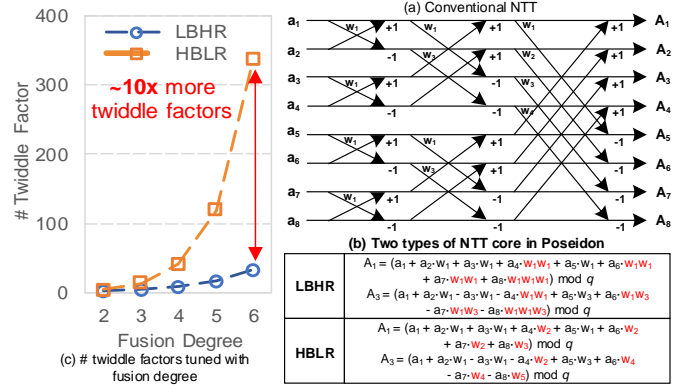 LBHR
HBLR
~10x more
twiddle factors
# Twiddle Factor
400
300
200
100
0
2 3 4 5 6
Fusion Degree
(c) # twiddle factors tuned with
fusion degree
(a) Conventional NTT
a₁ w₁ +1 w₁ +1 w₁ +1 A₁
a₂ -1 w₃ +1 w₂ +1 A₂
a₃ w₁ +1 -1 w₃ +1 A₃
a₄ -1 -1 w₄ +1 A₄
a₅ w₁ +1 w₁ +1 -1 A₅
a₆ -1 w₃ +1 -1 A₆
a₇ w₁ +1 -1 -1 A₇
a₈ -1 -1 -1 A₈
(b) Two types of NTT core in Poseidon
LBHR
A₁ = (a₁ + a₂·w₁ + a₃·w₁ + a₄·w₁w₁ + a₅·w₁ + a₆·w₁w₁
+ a₇·w₁w₁ + a₈·w₁w₁w₁) mod q
A₃ = (a₁ + a₂·w₁ - a₃·w₁ - a₄·w₁w₁ + a₅·w₃ + a₆·w₁w₃
- a₇·w₁w₃ - a₈·w₁w₁w₃) mod q
HBLR
A₁ = (a₁ + a₂·w₁ + a₃·w₁ + a₄·w₂ + a₅·w₁ + a₆·w₂
+ a₇·w₂ + a₈·w₃) mod q
A₃ = (a₁ + a₂·w₁ - a₃·w₁ - a₄·w₂ + a₅·w₃ + a₆·w₄
- a₇·w₄ - a₈·w₅) mod q